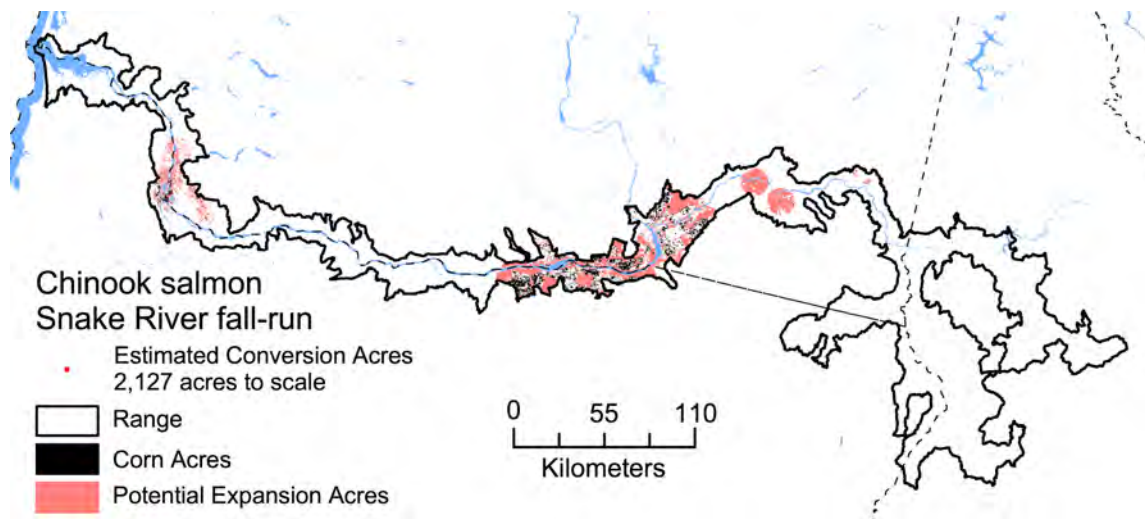 Chinook salmon
Snake River fall-run
Estimated Conversion Acres
2,127 acres to scale
Range
Corn Acres
Potential Expansion Acres
0 55 110
Kilometers